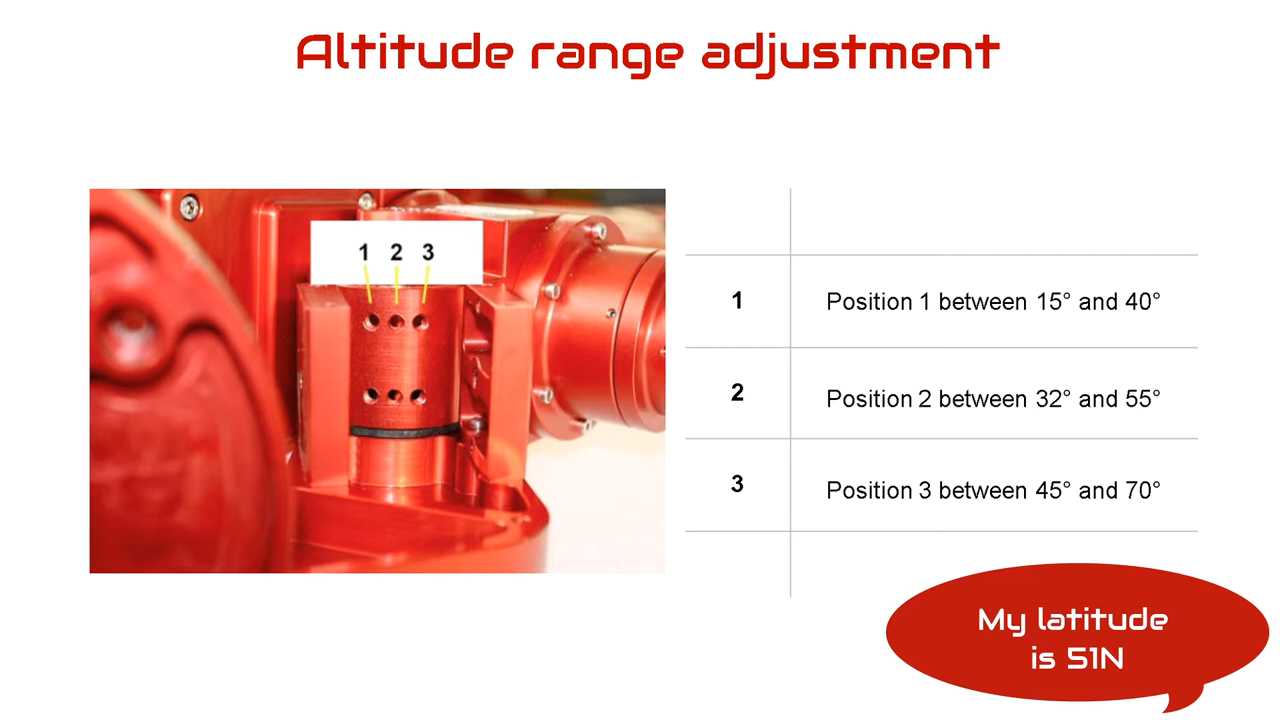 Altitude range adjustment
1 2 3
1 Position 1 between 15° and 40°
2 Position 2 between 32° and 55°
3 Position 3 between 45° and 70°
My latitude
is 51N